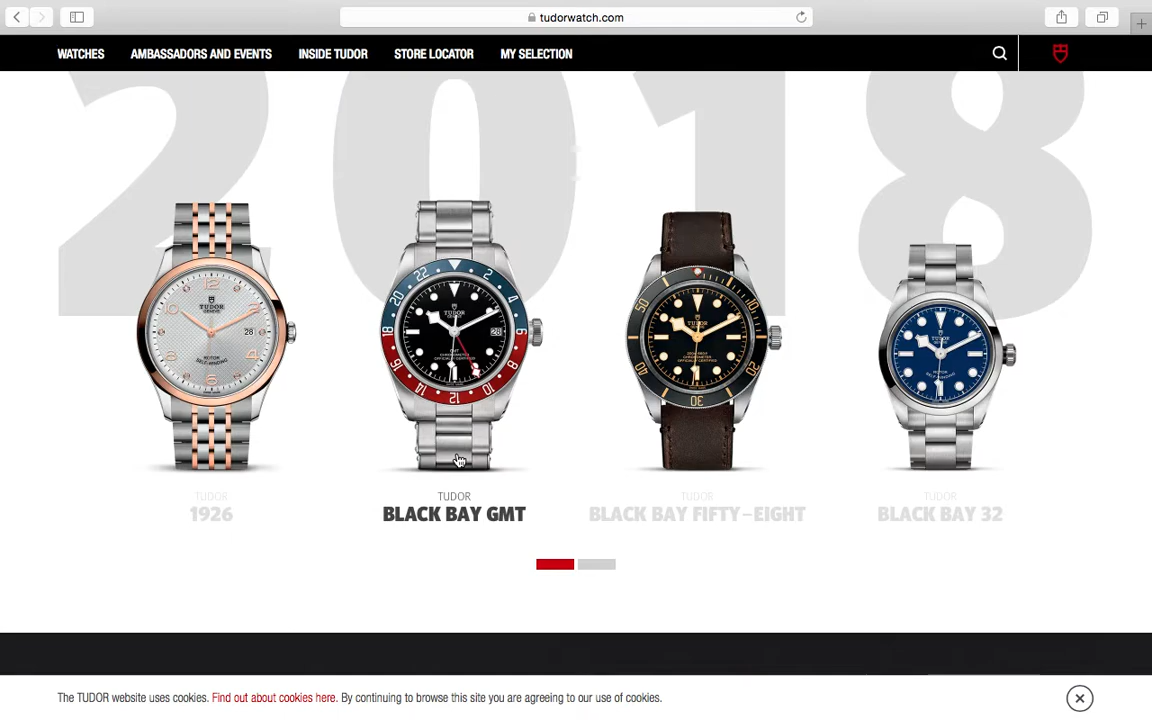 tudorwatch.com
WATCHES
AMBASSADORS AND EVENTS
INSIDE TUDOR
STORE LOCATOR
MY SELECTION
2018
TUDOR
1926
TUDOR
BLACK BAY GMT
TUDOR
BLACK BAY FIFTY-EIGHT
TUDOR
BLACK BAY 32
The TUDOR website uses cookies. Find out about cookies here. By continuing to browse this site you are agreeing to our use of cookies.